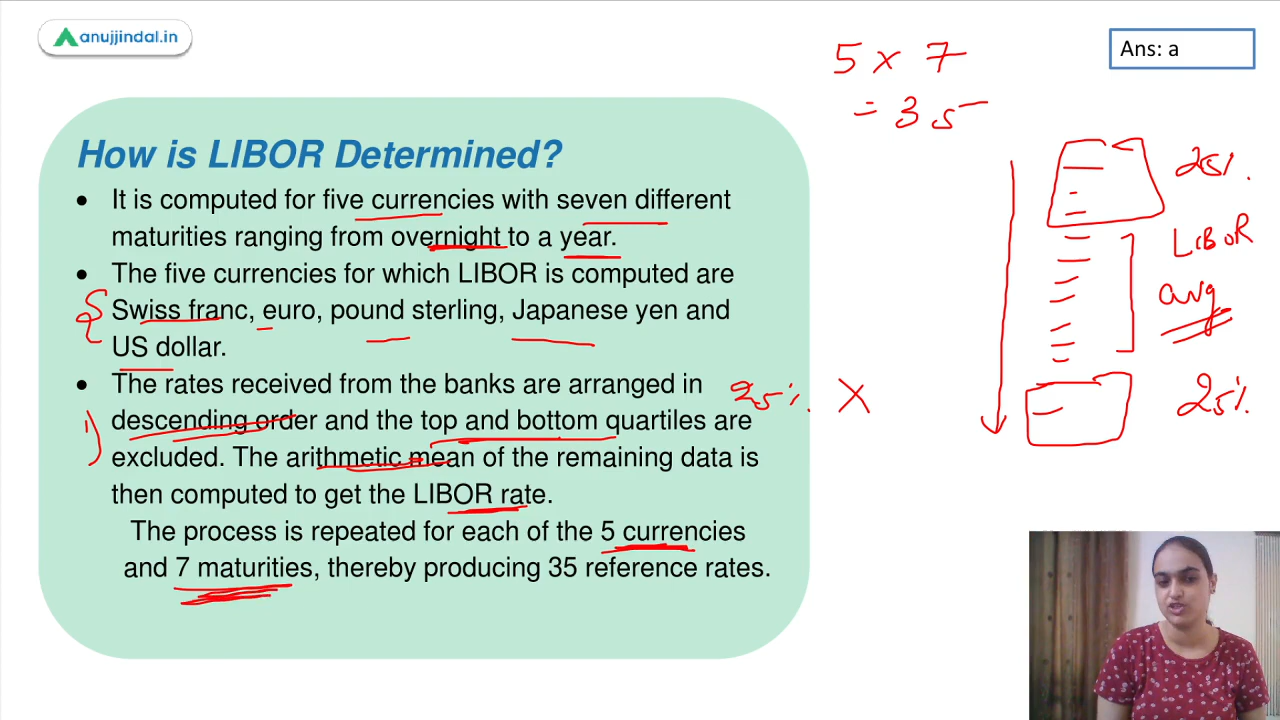 anujjindal.in
5 x 7
= 35
Ans: a
How is LIBOR Determined?
• It is computed for five currencies with seven different
maturities ranging from overnight to a year.
• The five currencies for which LIBOR is computed are
Swiss franc, euro, pound sterling, Japanese yen and
US dollar.
• The rates received from the banks are arranged in
descending order and the top and bottom quartiles are
excluded. The arithmetic mean of the remaining data is
then computed to get the LIBOR rate.
The process is repeated for each of the 5 currencies
and 7 maturities, thereby producing 35 reference rates.
25%. X
25%.
LIBOR
avg
25%.